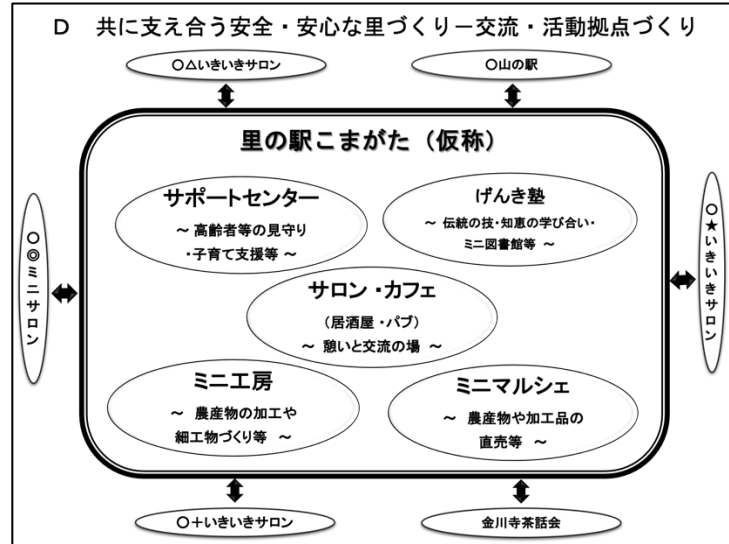 D 共に支え合う安全・安心な里づくり－交流・活動拠点づくり
○△いきいきサロン
○山の駅
里の駅こまがた（仮称）
サポートセンター
～ 高齢者等の見守り
・子育て支援等 ～
げんき塾
～ 伝統の技・知恵の学び合い・
ミニ図書館等 ～
○◎ミニサロン
○★いきいきサロン
サロン・カフェ
（居酒屋・パブ）
～ 憩いと交流の場 ～
ミニ工房
～ 農産物の加工や
細工物づくり等 ～
ミニマルシェ
～ 農産物や加工品の
直売等 ～
○＋いきいきサロン
金川寺茶話会